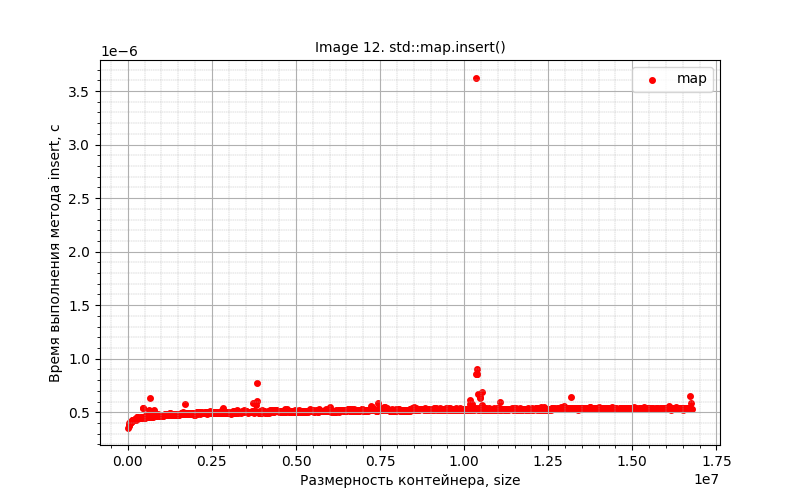 Image 12. std::map.insert()
1e−6
map
3.5
3.0
2.5
2.0
1.5
1.0
0.5
Время выполнения метода insert, с
0.00 0.25 0.50 0.75 1.00 1.25 1.50 1.75
1e7
Размерность контейнера, size